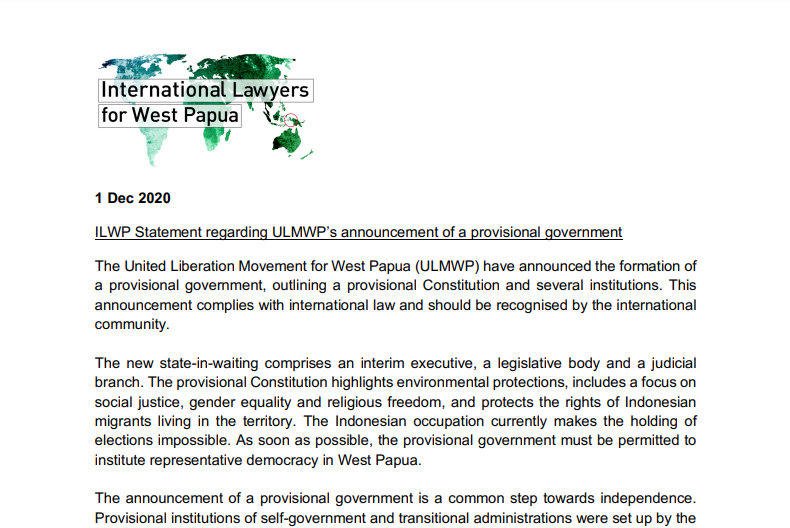 International Lawyers
for West Papua
1 Dec 2020
ILWP Statement regarding ULMWP's announcement of a provisional government
The United Liberation Movement for West Papua (ULMWP) have announced the formation of
a provisional government, outlining a provisional Constitution and several institutions. This
announcement complies with international law and should be recognised by the international
community.
The new state-in-waiting comprises an interim executive, a legislative body and a judicial
branch. The provisional Constitution highlights environmental protections, includes a focus on
social justice, gender equality and religious freedom, and protects the rights of Indonesian
migrants living in the territory. The Indonesian occupation currently makes the holding of
elections impossible. As soon as possible, the provisional government must be permitted to
institute representative democracy in West Papua.
The announcement of a provisional government is a common step towards independence.
Provisional institutions of self-government and transitional administrations were set up by the